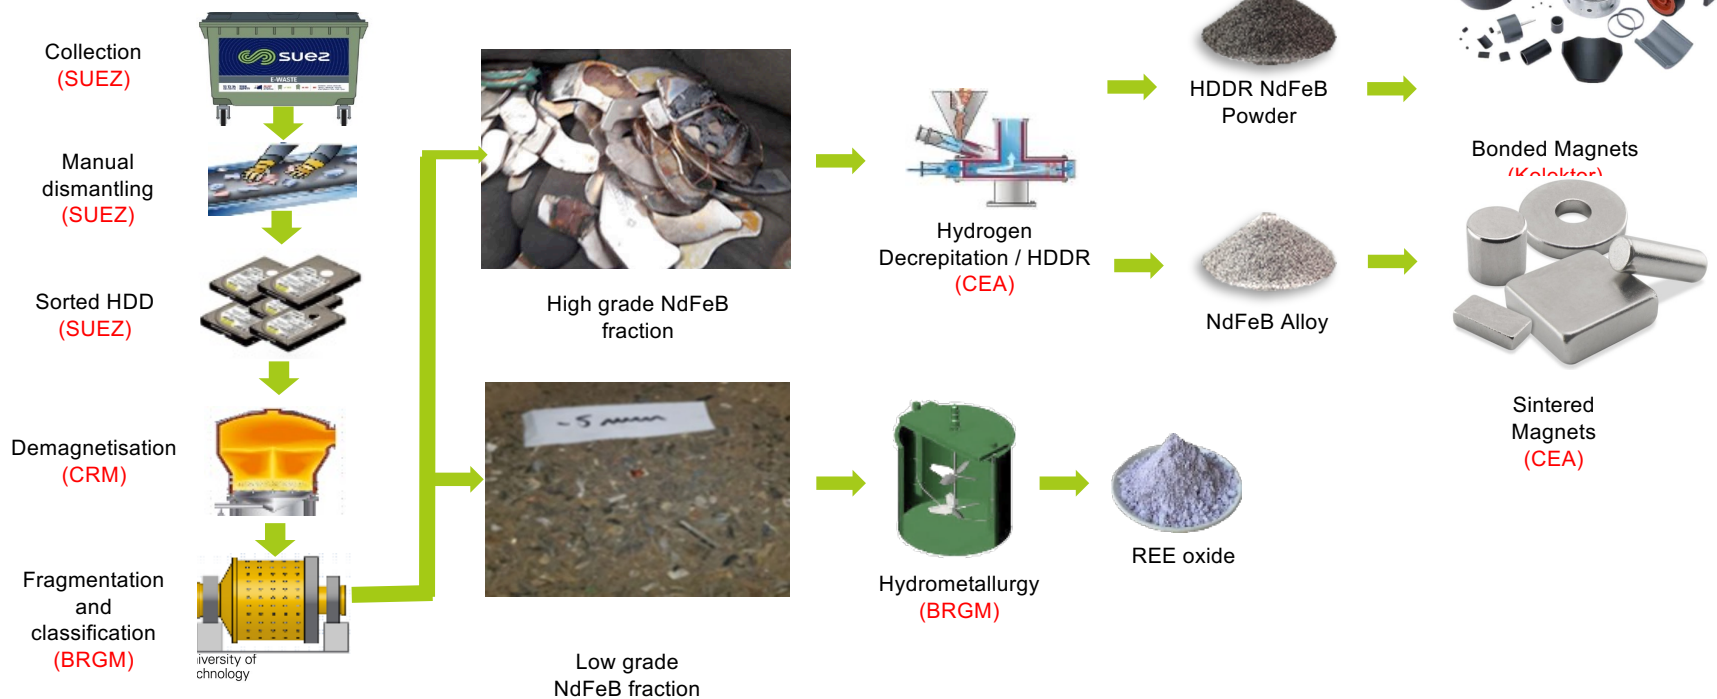 Collection
(SUEZ)
suez
E-WASTE
Manual
dismantling
(SUEZ)
Sorted HDD
(SUEZ)
Demagnetisation
(CRM)
Fragmentation
and
classification
(BRGM)
iversity of
chnology
High grade NdFeB
fraction
-5 mm
Low grade
NdFeB fraction
Hydrogen
Decrepitation / HDDR
(CEA)
Hydrometallurgy
(BRGM)
HDDR NdFeB
Powder
NdFeB Alloy
REE oxide
Bonded Magnets
(Kolektor)
Sintered
Magnets
(CEA)